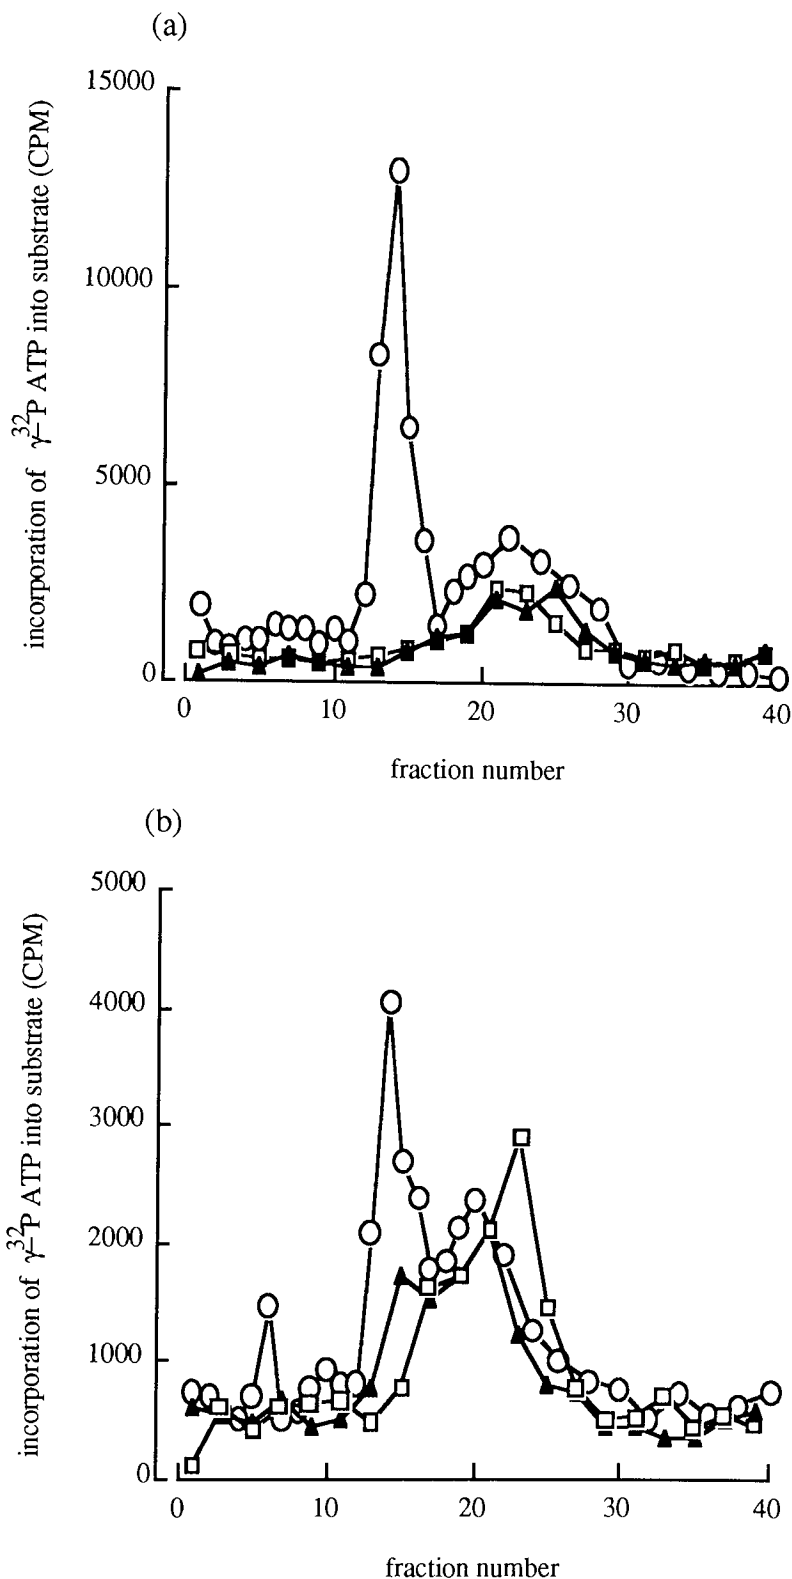 (a)
incorporation of γ-32P ATP into substrate (CPM)
15000
10000
5000
0
0 10 20 30 40
fraction number
(b)
incorporation of γ-32P ATP into substrate (CPM)
5000
4000
3000
2000
1000
0
0 10 20 30 40
fraction number